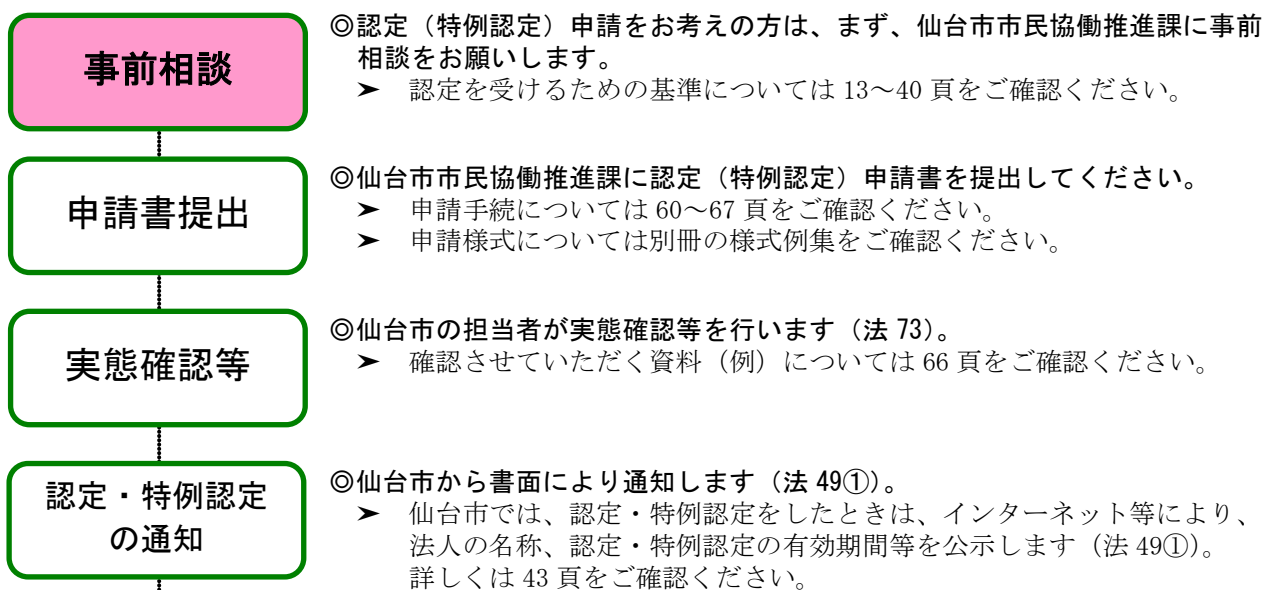 事前相談
◎認定（特例認定）申請をお考えの方は、まず、仙台市市民協働推進課に事前
相談をお願いします。
➤ 認定を受けるための基準については 13～40 頁をご確認ください。
申請書提出
◎仙台市市民協働推進課に認定（特例認定）申請書を提出してください。
➤ 申請手続については 60～67 頁をご確認ください。
➤ 申請様式については別冊の様式例集をご確認ください。
実態確認等
◎仙台市の担当者が実態確認等を行います（法 73）。
➤ 確認させていただく資料（例）については 66 頁をご確認ください。
認定・特例認定
の通知
◎仙台市から書面により通知します（法 49①）。
➤ 仙台市では、認定・特例認定をしたときは、インターネット等により、
法人の名称、認定・特例認定の有効期間等を公示します（法 49①）。
詳しくは 43 頁をご確認ください。